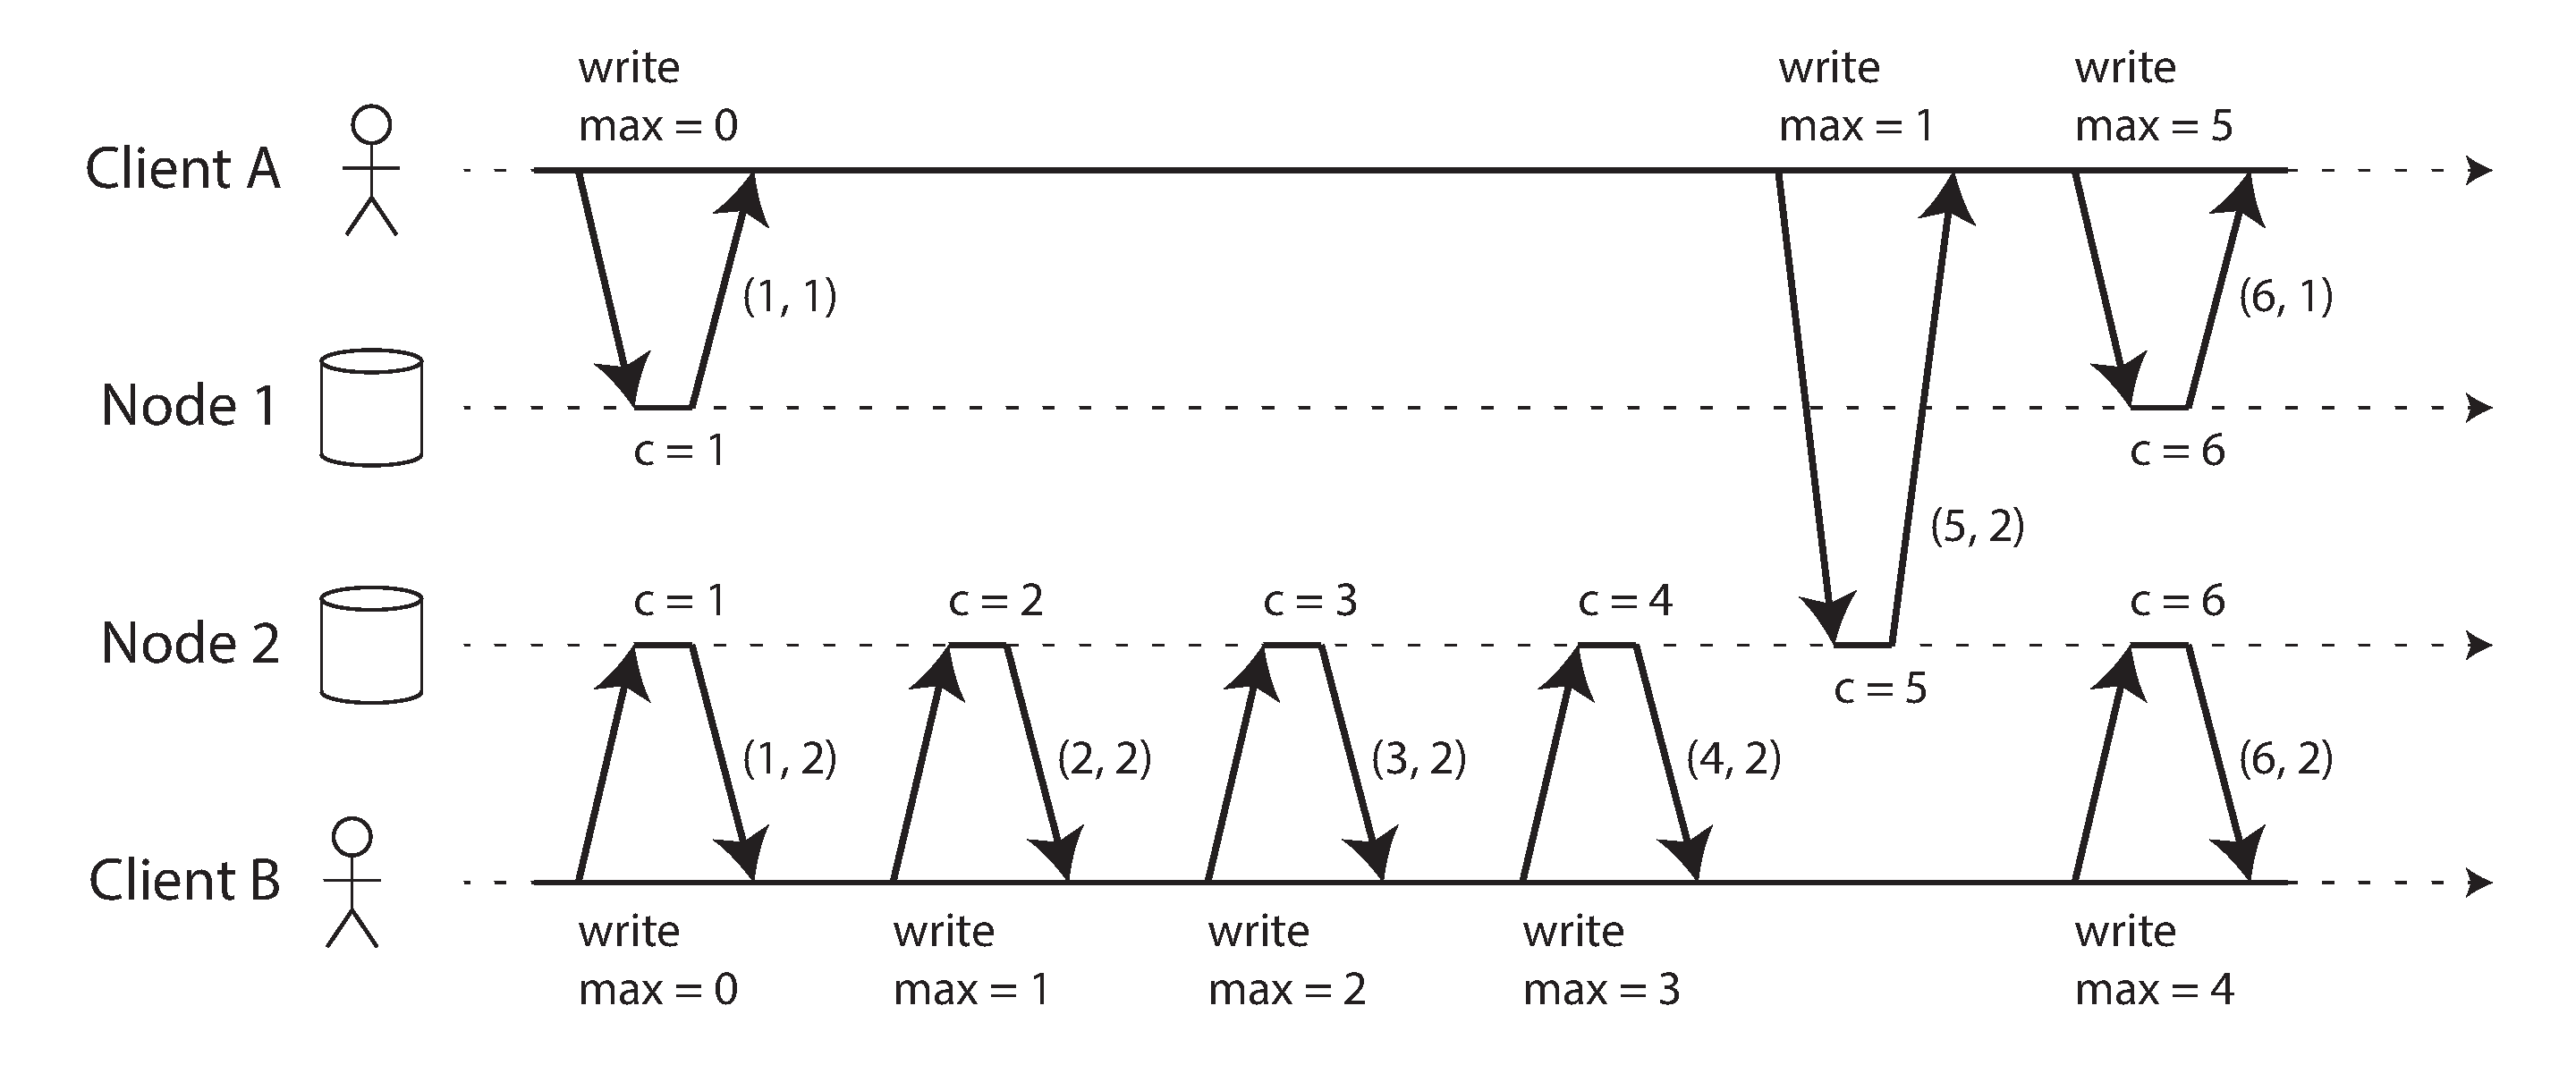 write
max = 0
write
max = 1
write
max = 5
Client A
(1, 1)
(6, 1)
Node 1
c = 1
c = 6
(5, 2)
c = 1
c = 2
c = 3
c = 4
c = 6
Node 2
c = 5
(1, 2)
(2, 2)
(3, 2)
(4, 2)
(6, 2)
Client B
write
max = 0
write
max = 1
write
max = 2
write
max = 3
write
max = 4